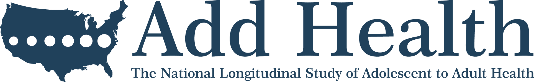 Add Health
The National Longitudinal Study of Adolescent to Adult Health